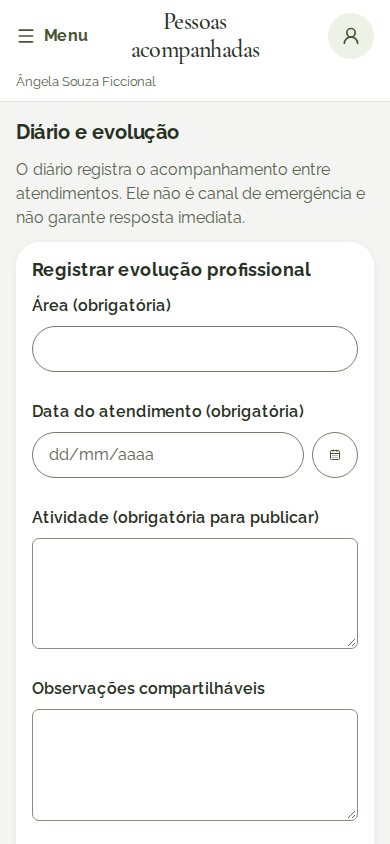 Menu
Pessoas
acompanhadas
Ângela Souza Ficcional
Diário e evolução
O diário registra o acompanhamento entre
atendimentos. Ele não é canal de emergência e
não garante resposta imediata.
Registrar evolução profissional
Área (obrigatória)
Data do atendimento (obrigatória)
dd/mm/aaaa
Atividade (obrigatória para publicar)
Observações compartilháveis